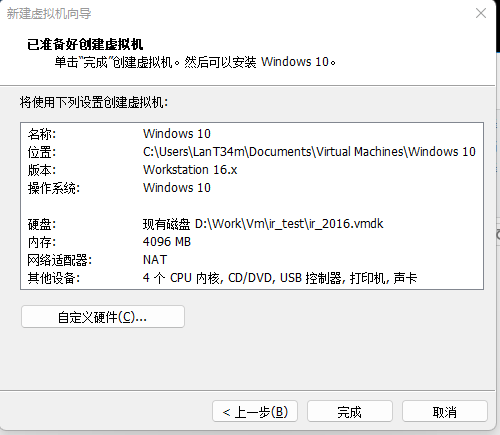 新建虚拟机向导
已准备好创建虚拟机
单击“完成”创建虚拟机。然后可以安装 Windows 10。
将使用下列设置创建虚拟机:
名称: Windows 10
位置: C:\Users\LanT34m\Documents\Virtual Machines\Windows 10
版本: Workstation 16.x
操作系统: Windows 10
硬盘: 现有磁盘 D:\Work\Vm\ir_test\ir_2016.vmdk
内存: 4096 MB
网络适配器: NAT
其他设备: 4 个 CPU 内核, CD/DVD, USB 控制器, 打印机, 声卡
自定义硬件(C)...
< 上一步(B) 完成 取消